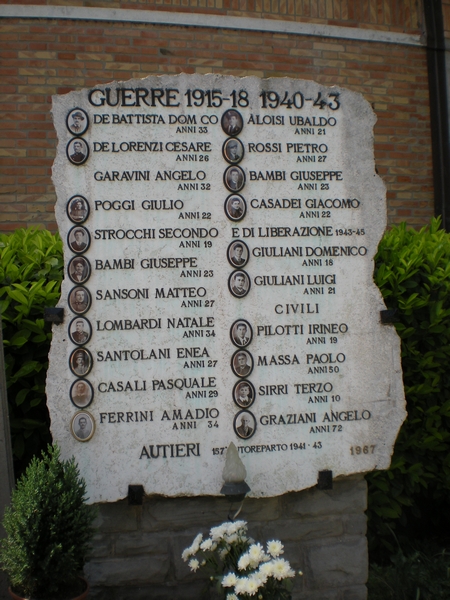 GUERRE 1915-18 1940-43
DE BATTISTA DOM CO
ANNI 33
DE LORENZI CESARE
ANNI 26
GARAVINI ANGELO
ANNI 32
POGGI GIULIO
ANNI 22
STROCCHI SECONDO
ANNI 19
BAMBI GIUSEPPE
ANNI 23
SANSONI MATTEO
ANNI 27
LOMBARDI NATALE
ANNI 34
SANTOLANI ENEA
ANNI 27
CASALI PASQUALE
ANNI 29
FERRINI AMADIO
ANNI 34
ALOISI UBALDO
ANNI 21
ROSSI PIETRO
ANNI 27
BAMBI GIUSEPPE
ANNI 23
CASADEI GIACOMO
ANNI 22
E DI LIBERAZIONE 1943-45
GIULIANI DOMENICO
ANNI 18
GIULIANI LUIGI
ANNI 21
CIVILI
PILOTTI IRINEO
ANNI 19
MASSA PAOLO
ANNI 50
SIRRI TERZO
ANNI 10
GRAZIANI ANGELO
ANNI 72
AUTIERI 1941-43 1967